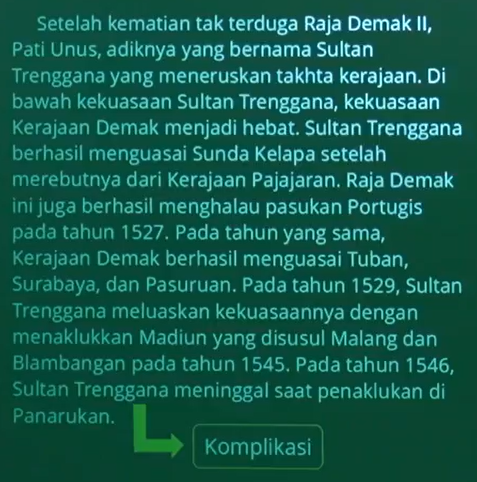 Setelah kematian tak terduga Raja Demak II,
Pati Unus, adiknya yang bernama Sultan
Trenggana yang meneruskan takhta kerajaan. Di
bawah kekuasaan Sultan Trenggana, kekuasaan
Kerajaan Demak menjadi hebat. Sultan Trenggana
berhasil menguasai Sunda Kelapa setelah
merebutnya dari Kerajaan Pajajaran. Raja Demak
ini juga berhasil menghalau pasukan Portugis
pada tahun 1527. Pada tahun yang sama,
Kerajaan Demak berhasil menguasai Tuban,
Surabaya, dan Pasuruan. Pada tahun 1529, Sultan
Trenggana meluaskan kekuasaannya dengan
menaklukkan Madiun yang disusul Malang dan
Blambangan pada tahun 1545. Pada tahun 1546,
Sultan Trenggana meninggal saat penaklukan di
Panarukan.
Komplikasi